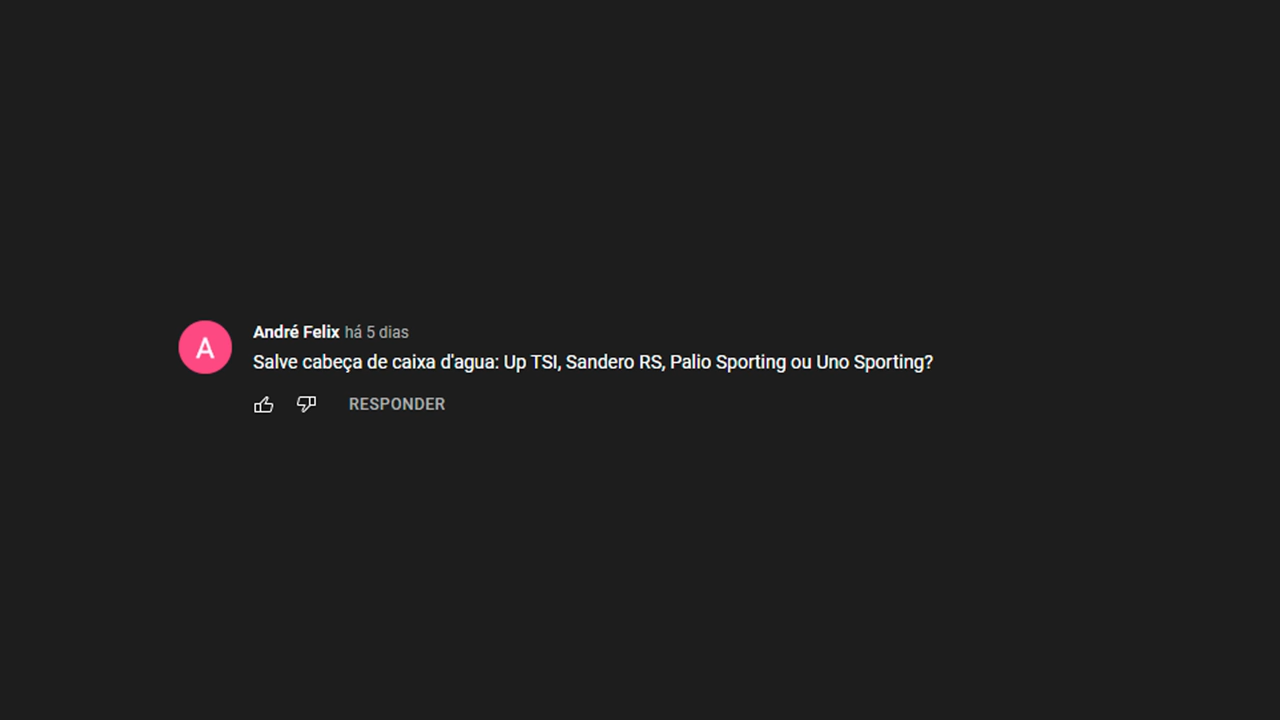 A
André Felix há 5 dias
Salve cabeça de caixa d'agua: Up TSI, Sandero RS, Palio Sporting ou Uno Sporting?
RESPONDER